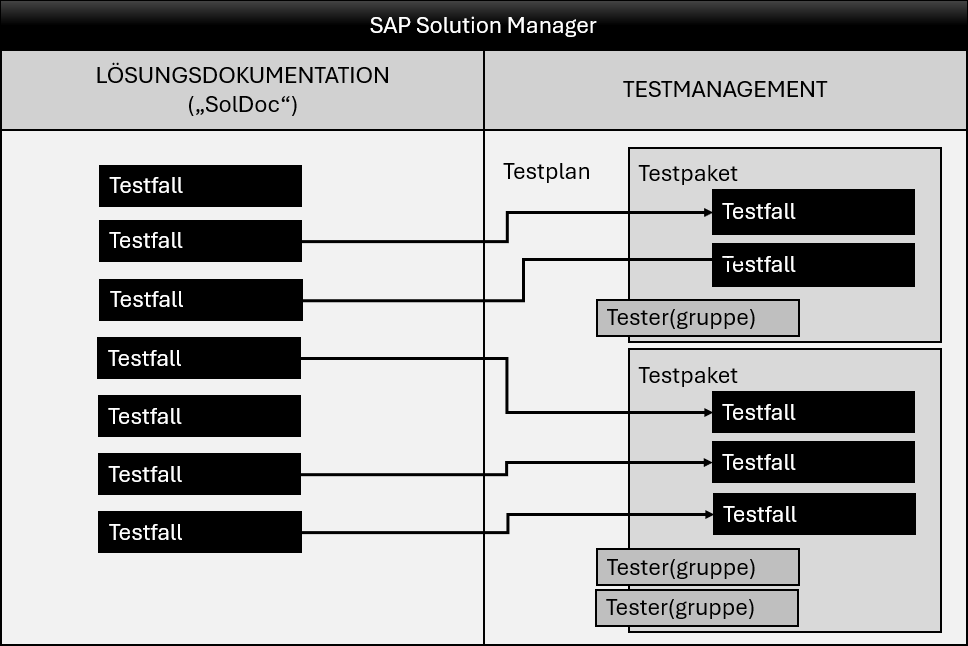 SAP Solution Manager
LÖSUNGSDOKUMENTATION
(„SolDoc“)
TESTMANAGEMENT
Testfall
Testfall
Testfall
Testfall
Testfall
Testfall
Testfall
Testplan
Testpaket
Testfall
Testfall
Tester(gruppe)
Testpaket
Testfall
Testfall
Testfall
Tester(gruppe)
Tester(gruppe)